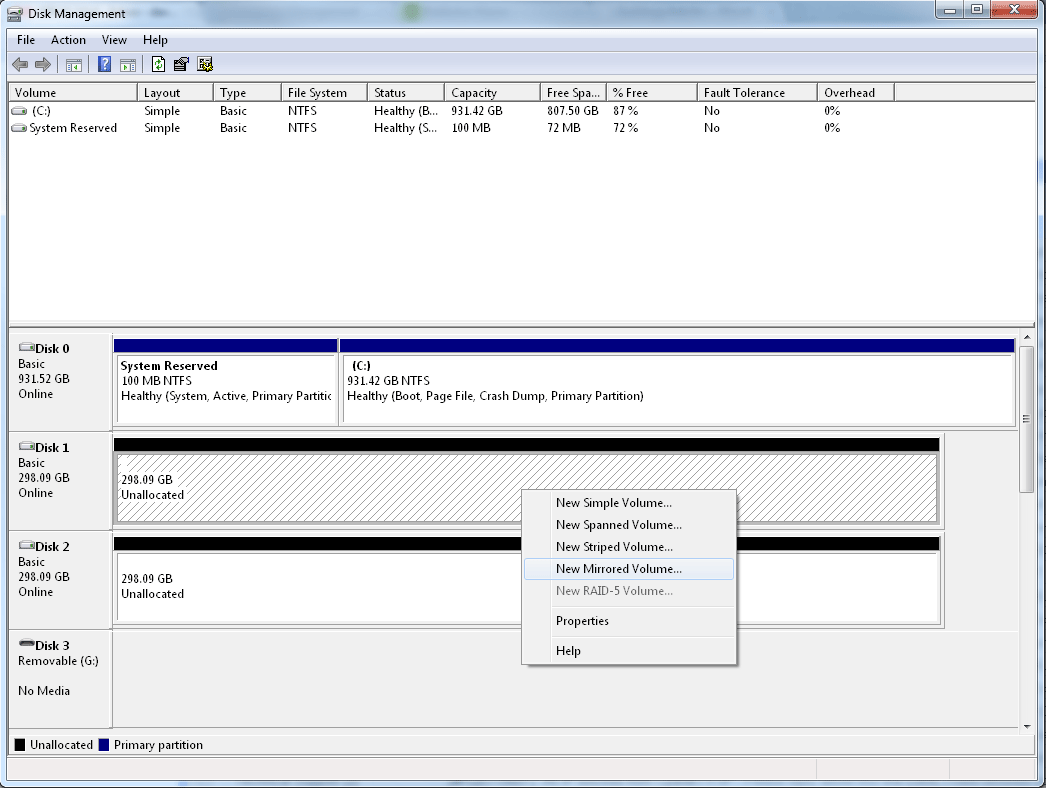 Disk Management
File Action View Help
Volume Layout Type File System Status Capacity Free Spa... % Free Fault Tolerance Overhead
(C:) Simple Basic NTFS Healthy (B... 931.42 GB 807.50 GB 87 % No 0%
System Reserved Simple Basic NTFS Healthy (S... 100 MB 72 MB 72 % No 0%
Disk 0
Basic
931.52 GB
Online
System Reserved
100 MB NTFS
Healthy (System, Active, Primary Partitic
(C:)
931.42 GB NTFS
Healthy (Boot, Page File, Crash Dump, Primary Partition)
Disk 1
Basic
298.09 GB
Online
298.09 GB
Unallocated
New Simple Volume...
New Spanned Volume...
New Striped Volume...
New Mirrored Volume...
New RAID-5 Volume...
Properties
Help
Disk 2
Basic
298.09 GB
Online
298.09 GB
Unallocated
Disk 3
Removable (G:)
No Media
Unallocated Primary partition